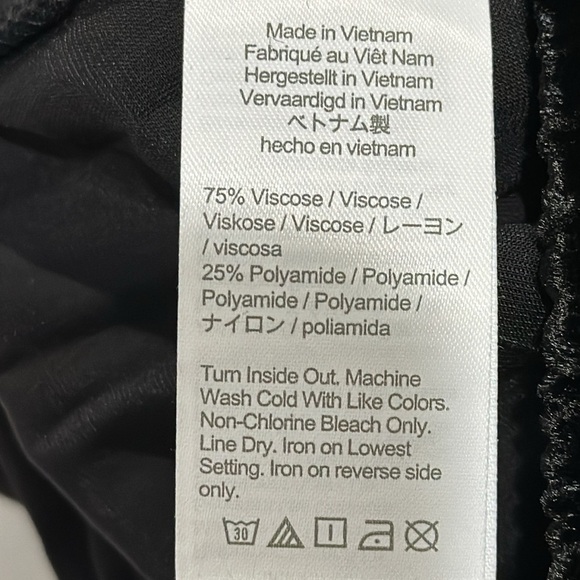 Made in Vietnam
Fabriqué au Viêt Nam
Hergestellt in Vietnam
Vervaardigd in Vietnam
ベトナム製
hecho en vietnam
75% Viscose / Viscose /
Viskose / Viscose / レーヨン
/ viscosa
25% Polyamide / Polyamide /
Polyamide / Polyamide /
ナイロン / poliamida
Turn Inside Out. Machine
Wash Cold With Like Colors.
Non-Chlorine Bleach Only.
Line Dry. Iron on Lowest
Setting. Iron on reverse side
only.
30